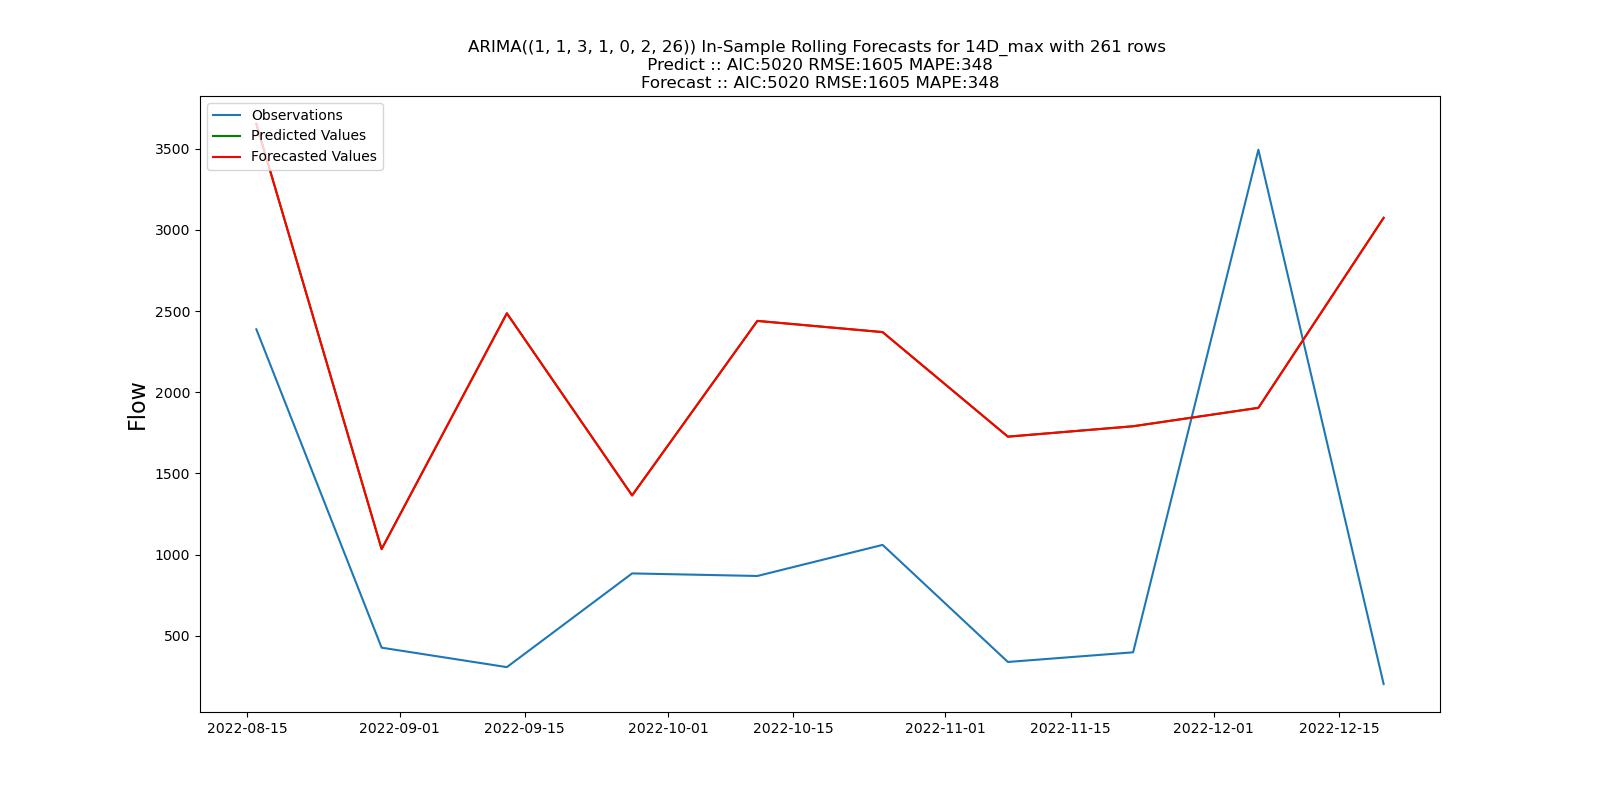 ARIMA((1, 1, 3, 1, 0, 2, 26)) In-Sample Rolling Forecasts for 14D_max with 261 rows
Predict :: AIC:5020 RMSE:1605 MAPE:348
Forecast :: AIC:5020 RMSE:1605 MAPE:348
Observations
Predicted Values
Forecasted Values
3500
3000
2500
2000
1500
1000
500
Flow
2022-08-15 2022-09-01 2022-09-15 2022-10-01 2022-10-15 2022-11-01 2022-11-15 2022-12-01 2022-12-15